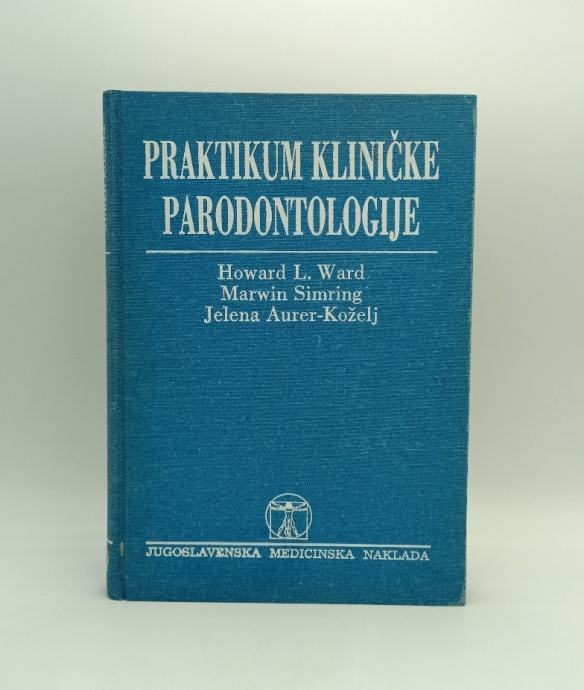 PRAKTIKUM KLINIČKE
PARODONTOLOGIJE
Howard L. Ward
Marwin Simring
Jelena Aurer-Koželj
JUGOSLAVENSKA MEDICINSKA NAKLADA